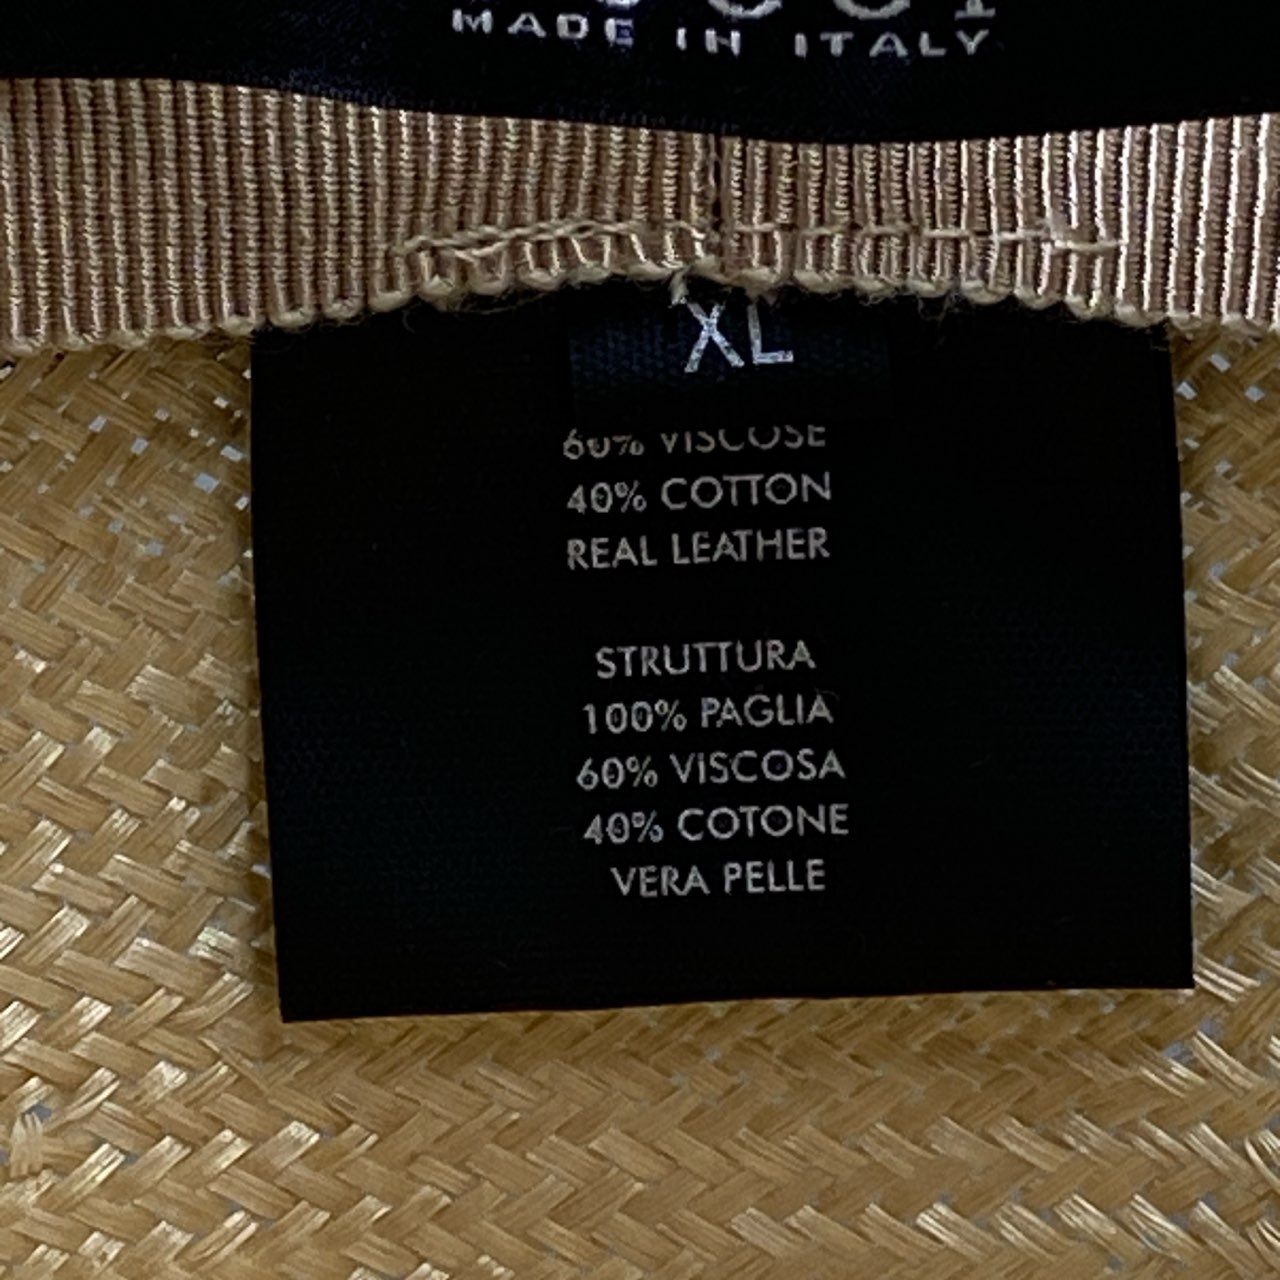 MADE IN ITALY
XL
60% VISCOSE
40% COTTON
REAL LEATHER
STRUTTURA
100% PAGLIA
60% VISCOSA
40% COTONE
VERA PELLE